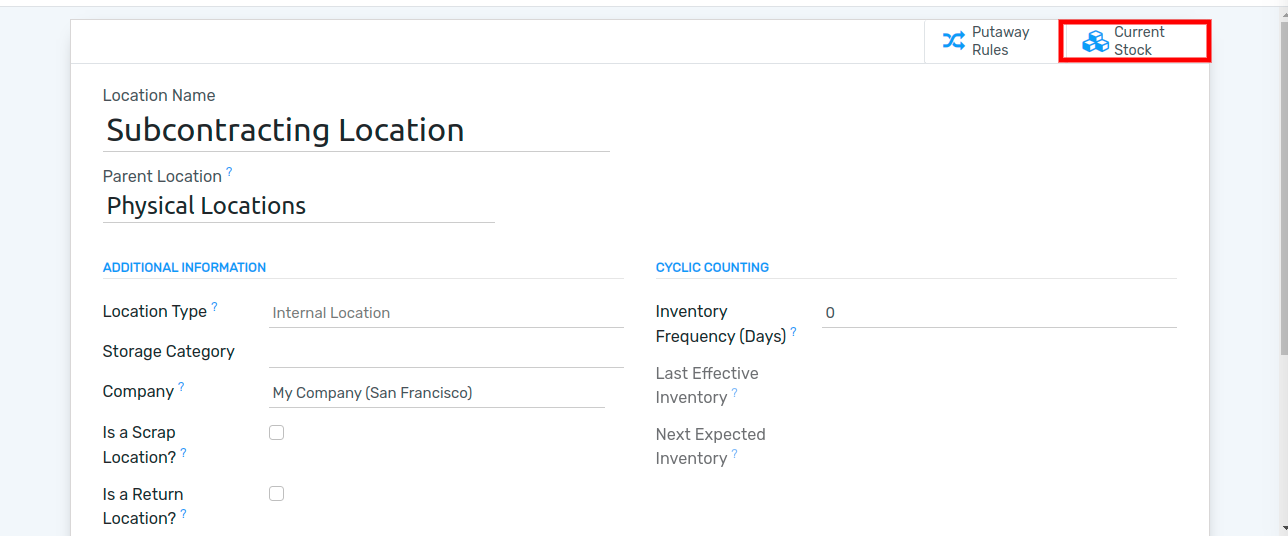 Putaway
Rules
Current
Stock
Location Name
Subcontracting Location
Parent Location ?
Physical Locations
ADDITIONAL INFORMATION
Location Type ?
Internal Location
Storage Category
Company ?
My Company (San Francisco)
Is a Scrap
Location? ?
Is a Return
Location? ?
CYCLIC COUNTING
Inventory
Frequency (Days) ?
0
Last Effective
Inventory ?
Next Expected
Inventory ?